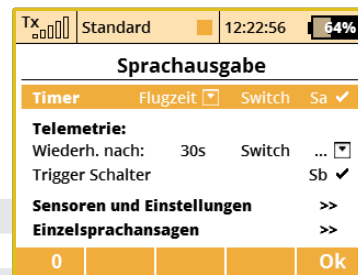 Tx Standard 12:22:56 64%
Sprachausgabe
Timer Flugzeit Switch Sa ✔
Telemetrie:
Wiederh. nach: 30s Switch ...
Trigger Schalter Sb ✔
Sensoren und Einstellungen >>
Einzelsprachansagen >>
0 Ok